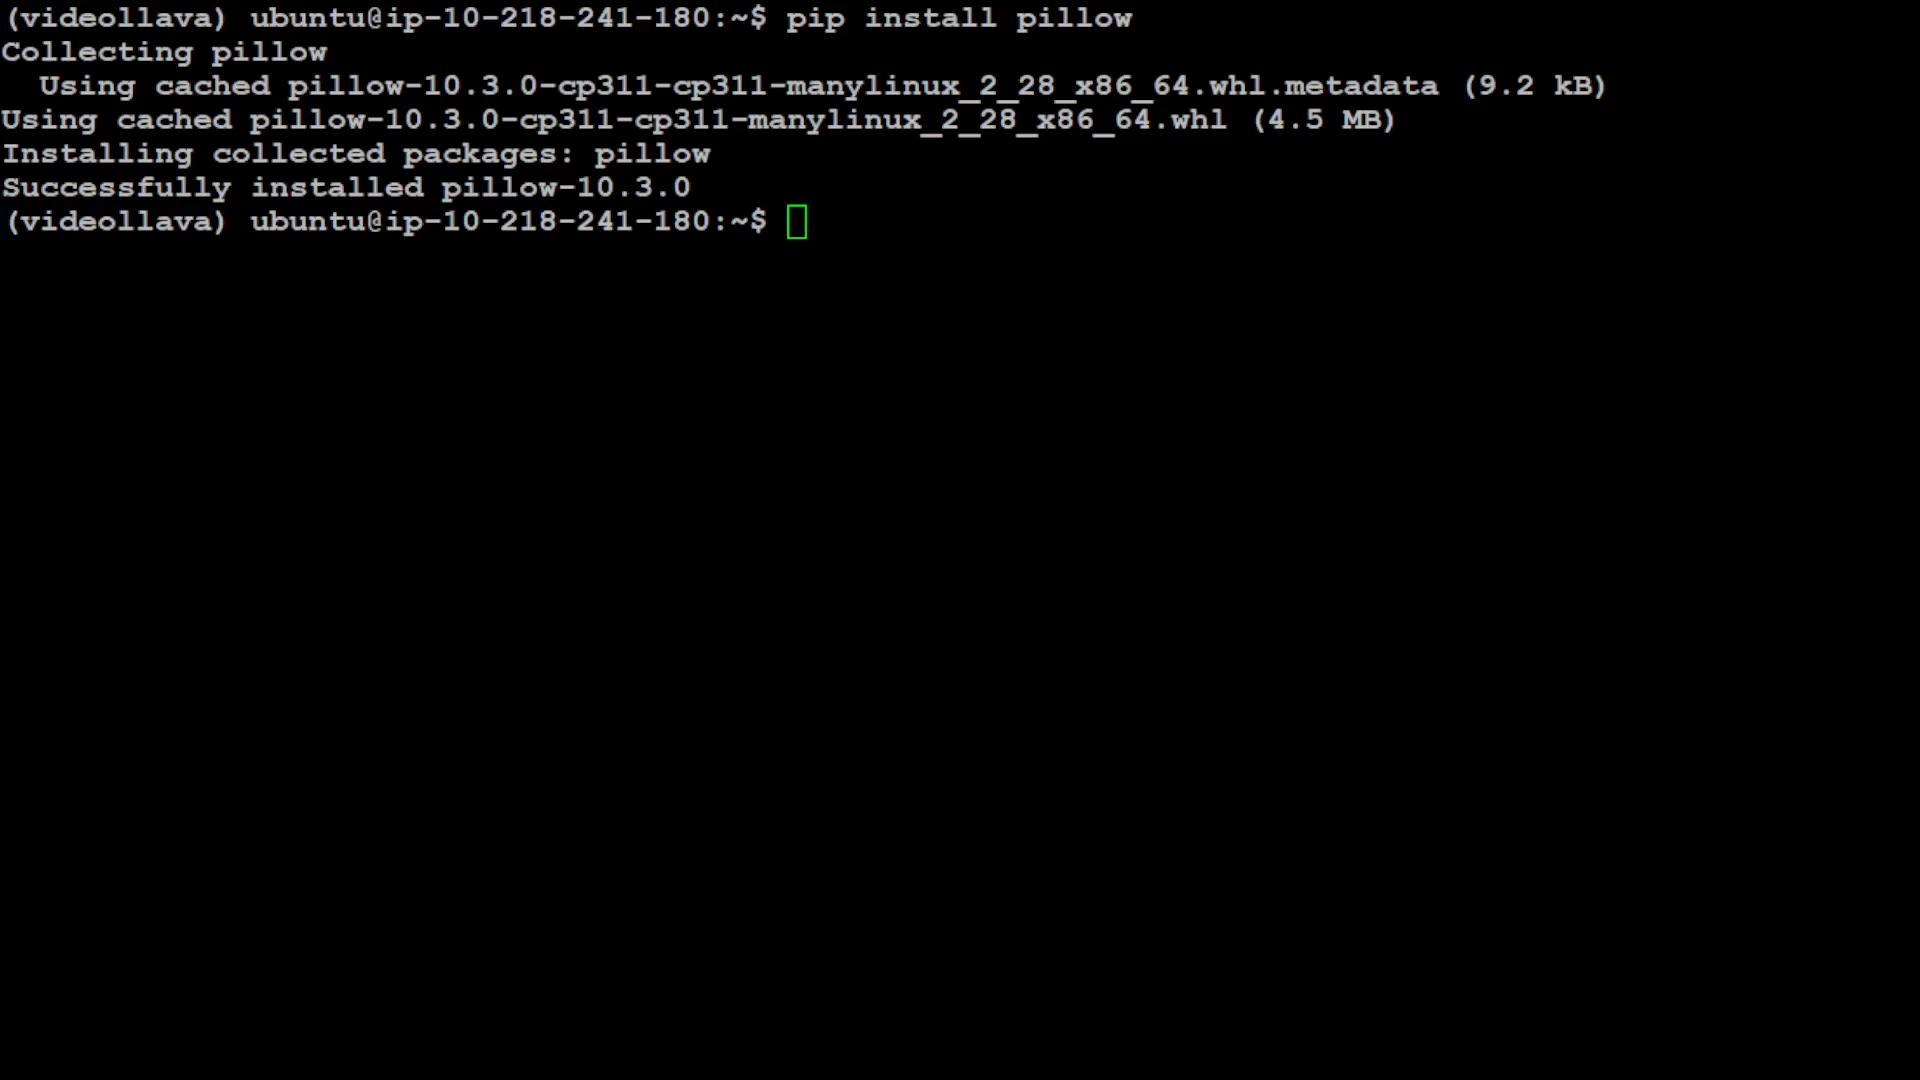 (videollava) ubuntu@ip-10-218-241-180:~$ pip install pillow
Collecting pillow
  Using cached pillow-10.3.0-cp311-cp311-manylinux_2_28_x86_64.whl.metadata (9.2 kB)
Using cached pillow-10.3.0-cp311-cp311-manylinux_2_28_x86_64.whl (4.5 MB)
Installing collected packages: pillow
Successfully installed pillow-10.3.0
(videollava) ubuntu@ip-10-218-241-180:~$